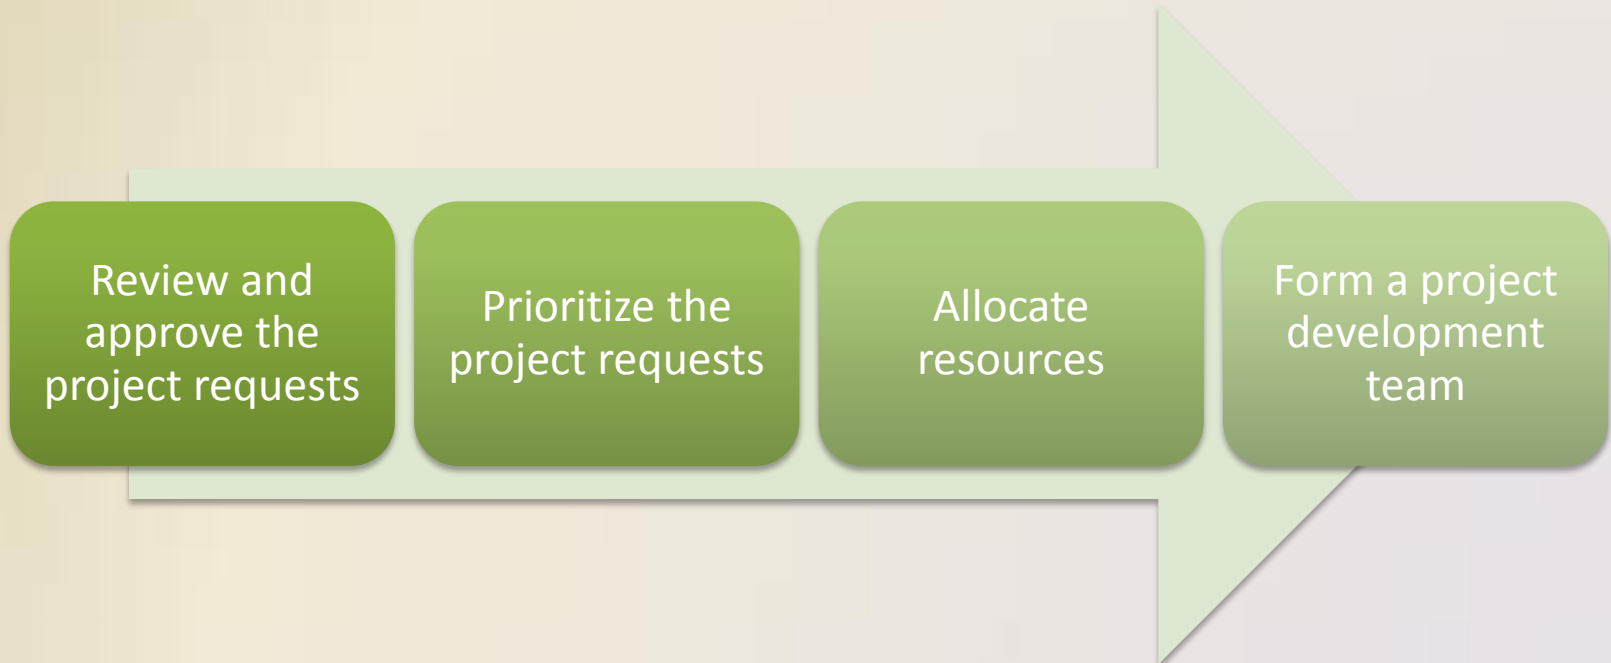 Review and
approve the
project requests
Prioritize the
project requests
Allocate
resources
Form a project
development
team